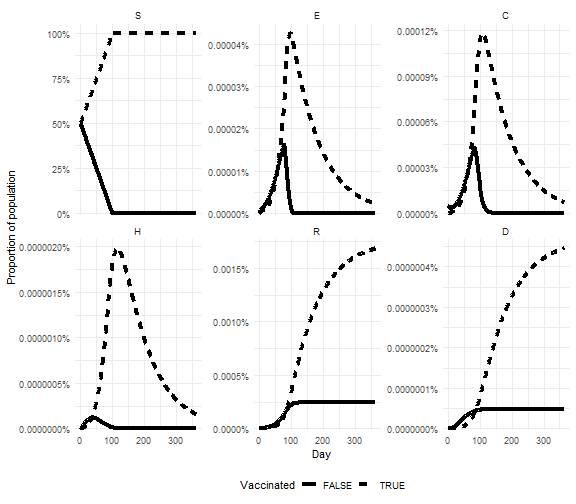 S
E
C
100%
75%
50%
25%
0%
0.00004%
0.00003%
0.00002%
0.00001%
0.00000%
0.00012%
0.00009%
0.00006%
0.00003%
0.00000%
Proportion of population
H
R
D
0.0000020%
0.0000015%
0.0000010%
0.0000005%
0.0000000%
0.0015%
0.0010%
0.0005%
0.0000%
0.0000004%
0.0000003%
0.0000002%
0.0000001%
0.0000000%
0 100 200 300
0 100 200 300
0 100 200 300
Day
Vaccinated FALSE TRUE